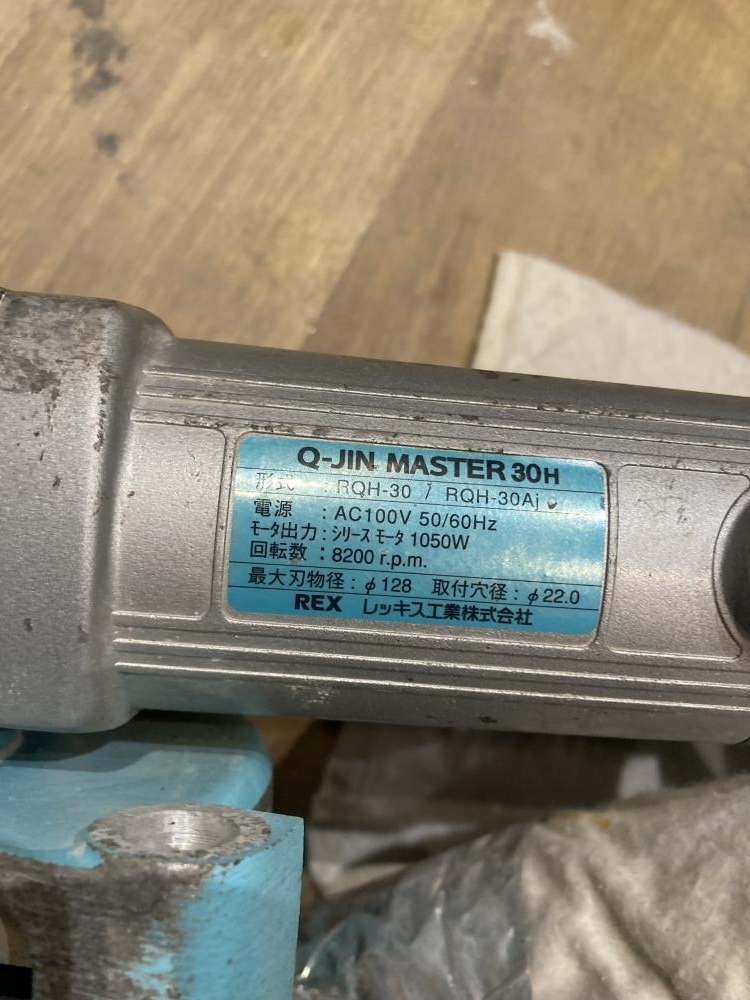 Q-JIN MASTER 30H
形式 : RQH-30 / RQH-30Aj
電源 : AC100V 50/60Hz
モータ出力 : シリースモータ 1050W
回転数 : 8200 r.p.m.
最大刃物径 : φ128 取付穴径 : φ22.0
REX レッキス工業株式会社